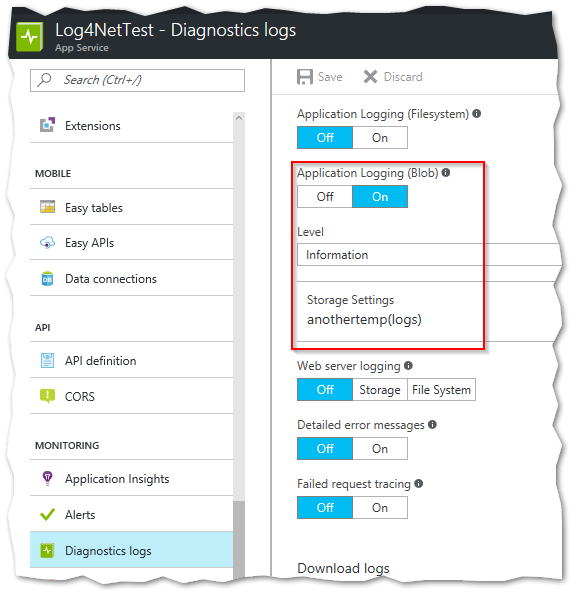 Log4NetTest - Diagnostics logs
App Service
Search (Ctrl+/)
Extensions
MOBILE
Easy tables
Easy APIs
DB
Data connections
API
API definition
CORS
MONITORING
Application Insights
Alerts
Diagnostics logs
Save
Discard
Application Logging (Filesystem)
Off On
Application Logging (Blob)
Off On
Level
Information
Storage Settings
anothertemp(logs)
Web server logging
Off Storage File System
Detailed error messages
Off On
Failed request tracing
Off On
Download logs